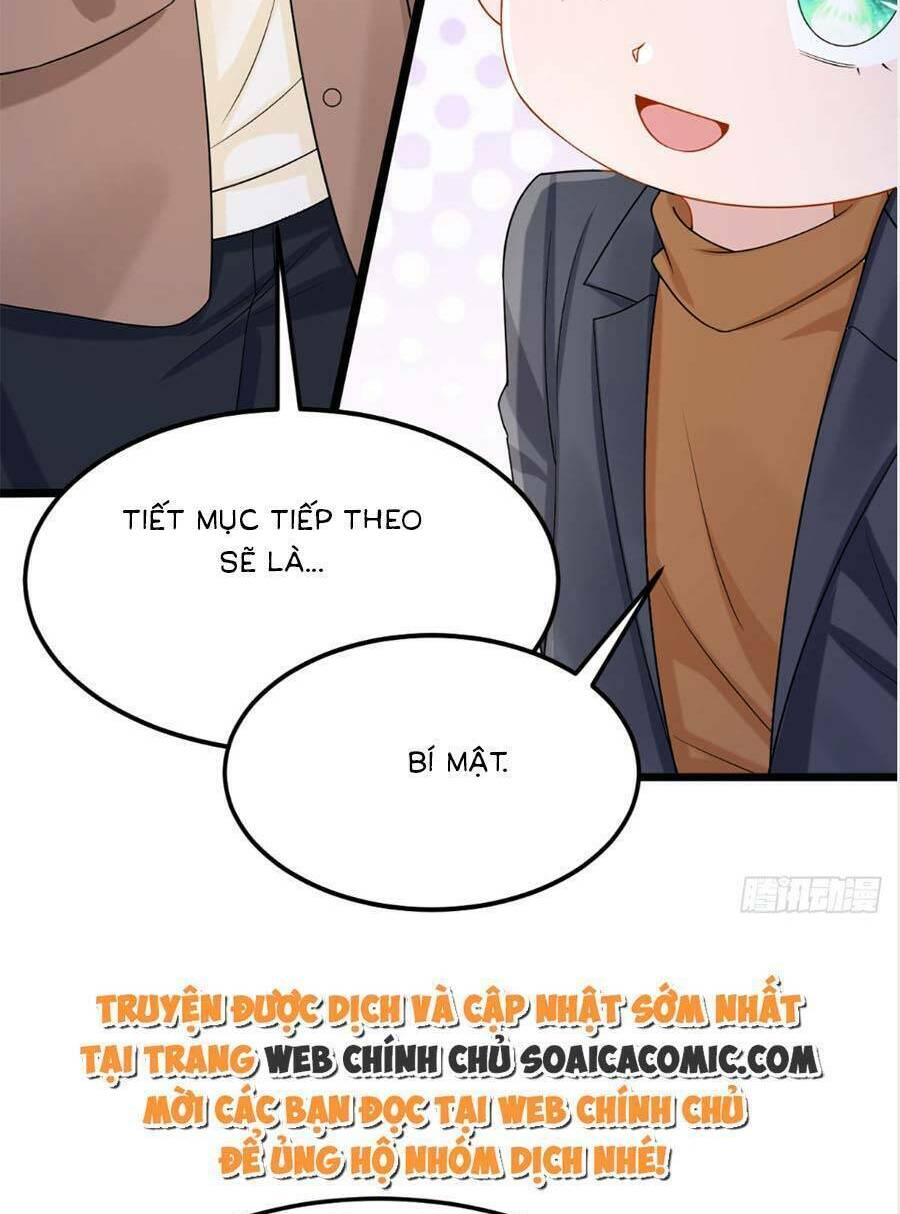 TIẾT MỤC TIẾP THEO
SẼ LÀ...
BÍ MẬT.
腾讯动漫
TRUYỆN ĐƯỢC DỊCH VÀ CẬP NHẬT SỚM NHẤT
TẠI TRANG WEB CHÍNH CHỦ SOAICACOMIC.COM
MỜI CÁC BẠN ĐỌC TẠI WEB CHÍNH CHỦ
ĐỂ ỦNG HỘ NHÓM DỊCH NHÉ!